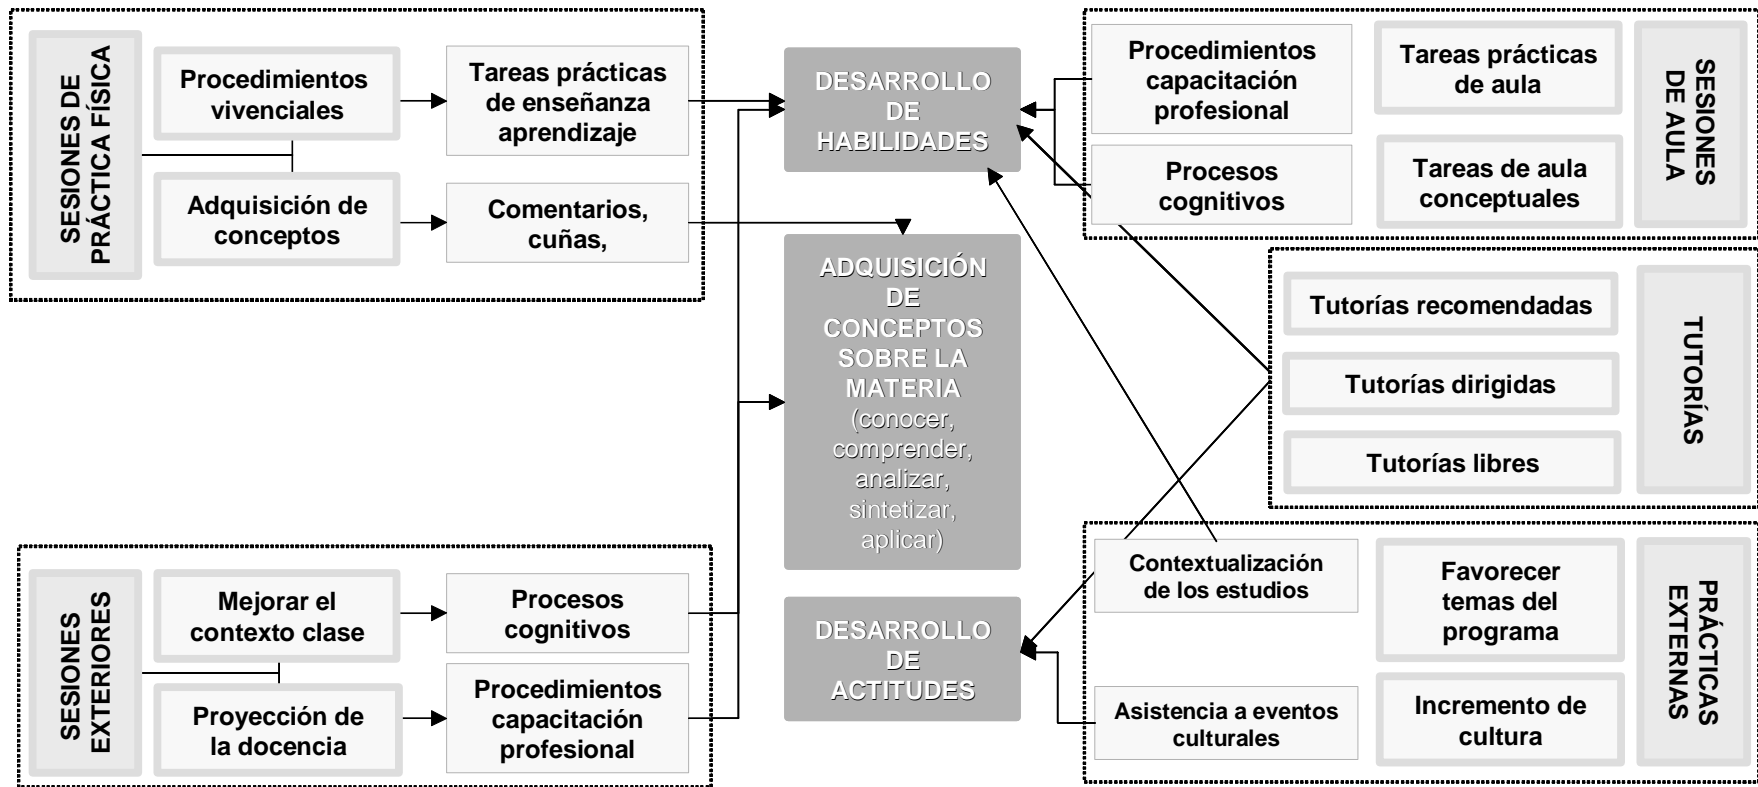 SESIONES DE
PRÁCTICA FÍSICA
Procedimientos
vivenciales
Tareas prácticas
de enseñanza
aprendizaje
Adquisición de
conceptos
Comentarios,
cuñas,
SESIONES
EXTERIORES
Mejorar el
contexto clase
Procesos
cognitivos
Proyección de
la docencia
Procedimientos
capacitación
profesional
DESARROLLO
DE
HABILIDADES
ADQUISICIÓN
DE
CONCEPTOS
SOBRE LA
MATERIA
(conocer,
comprender,
analizar,
sintetizar,
aplicar)
DESARROLLO
DE
ACTITUDES
Procedimientos
capacitación
profesional
Tareas prácticas
de aula
Procesos
cognitivos
Tareas de aula
conceptuales
SESIONES
DE AULA
Tutorías recomendadas
Tutorías dirigidas
Tutorías libres
TUTORÍAS
Contextualización
de los estudios
Favorecer
temas del
programa
Asistencia a eventos
culturales
Incremento de
cultura
PRÁCTICAS
EXTERNAS